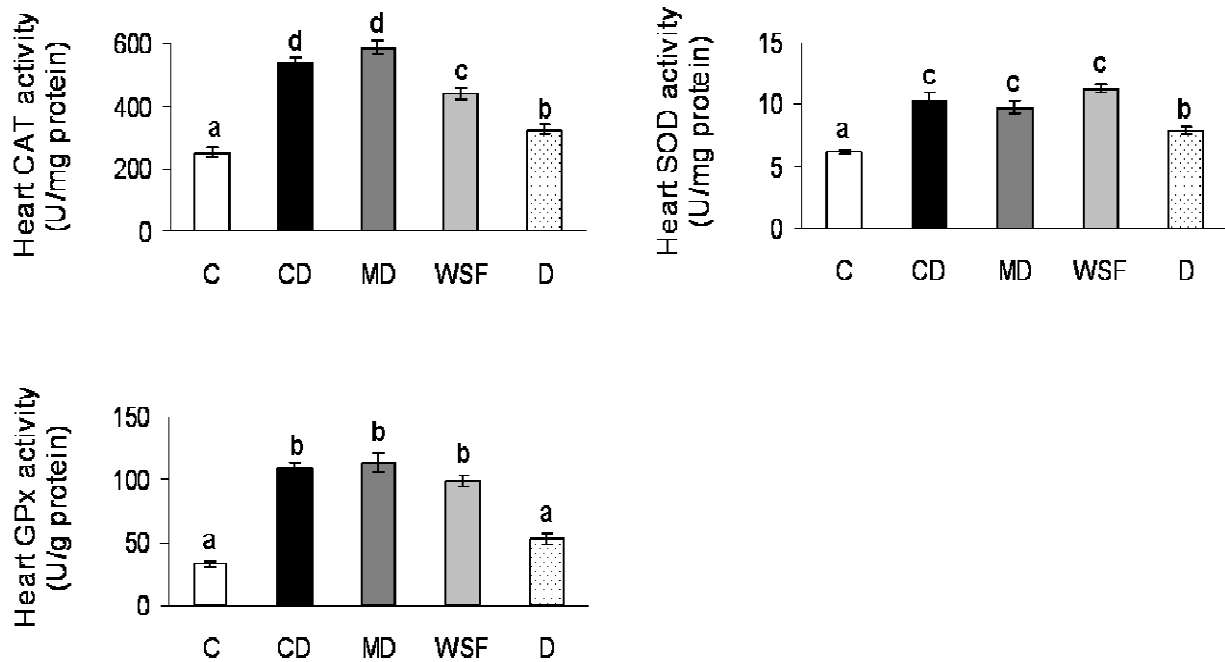 Heart CAT activity
(U/mg protein)
600
400
200
0
a
d
d
c
b
C CD MD WSF D
Heart SOD activity
(U/mg protein)
15
10
5
0
a
c
c
c
b
C CD MD WSF D
Heart GPx activity
(U/g protein)
150
100
50
0
a
b
b
b
a
C CD MD WSF D